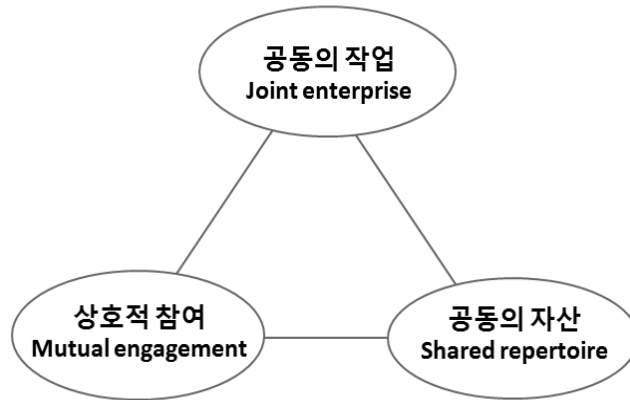 공동의 작업
Joint enterprise
상호적 참여
Mutual engagement
공동의 자산
Shared repertoire